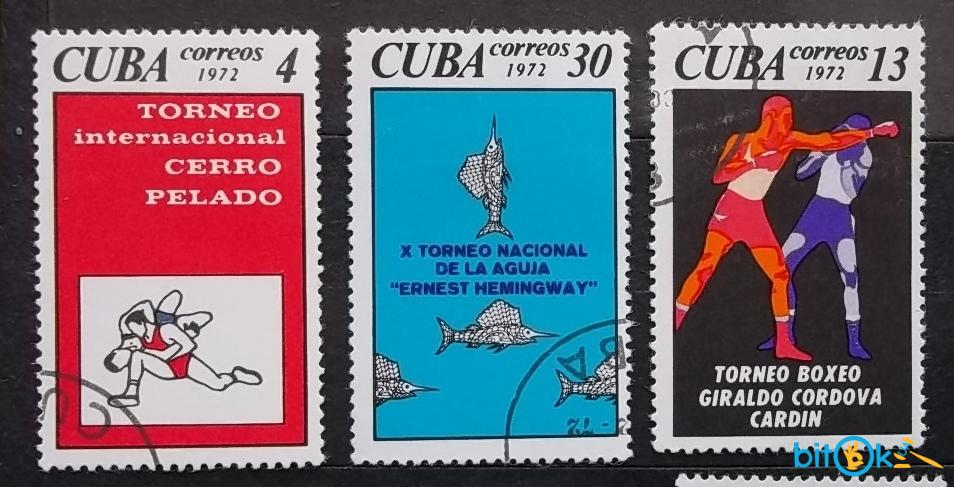 CUBA correos 4
1972
TORNEO
internacional
CERRO
PELADO
CUBA correos 30
1972
X TORNEO NACIONAL
DE LA AGUJA
"ERNEST HEMINGWAY"
CUBA correos 13
1972
TORNEO BOXEO
GIRALDO CORDOVA
CARDIN